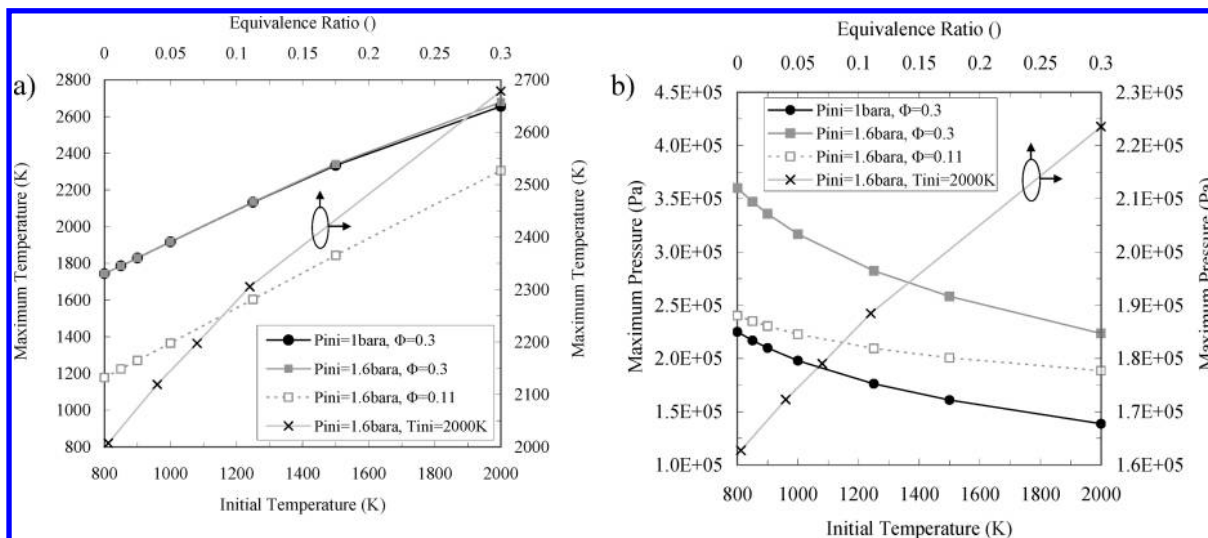 Equivalence Ratio ()
0 0.05 0.1 0.15 0.2 0.25 0.3
a)
Maximum Temperature (K)
2800
2600
2400
2200
2000
1800
1600
1400
1200
1000
800
2700
2600
2500
2400
2300
2200
2100
2000
Maximum Temperature (K)
Pini=1bara, Φ=0.3
Pini=1.6bara, Φ=0.3
Pini=1.6bara, Φ=0.11
Pini=1.6bara, Tini=2000K
800 1000 1200 1400 1600 1800 2000
Initial Temperature (K)
Equivalence Ratio ()
0 0.05 0.1 0.15 0.2 0.25 0.3
b)
Maximum Pressure (Pa)
4.5E+05
4.0E+05
3.5E+05
3.0E+05
2.5E+05
2.0E+05
1.5E+05
1.0E+05
Pini=1bara, Φ=0.3
Pini=1.6bara, Φ=0.3
Pini=1.6bara, Φ=0.11
Pini=1.6bara, Tini=2000K
2.3E+05
2.2E+05
2.1E+05
2.0E+05
1.9E+05
1.8E+05
1.7E+05
1.6E+05
Maximum Pressure (Pa)
800 1000 1200 1400 1600 1800 2000
Initial Temperature (K)